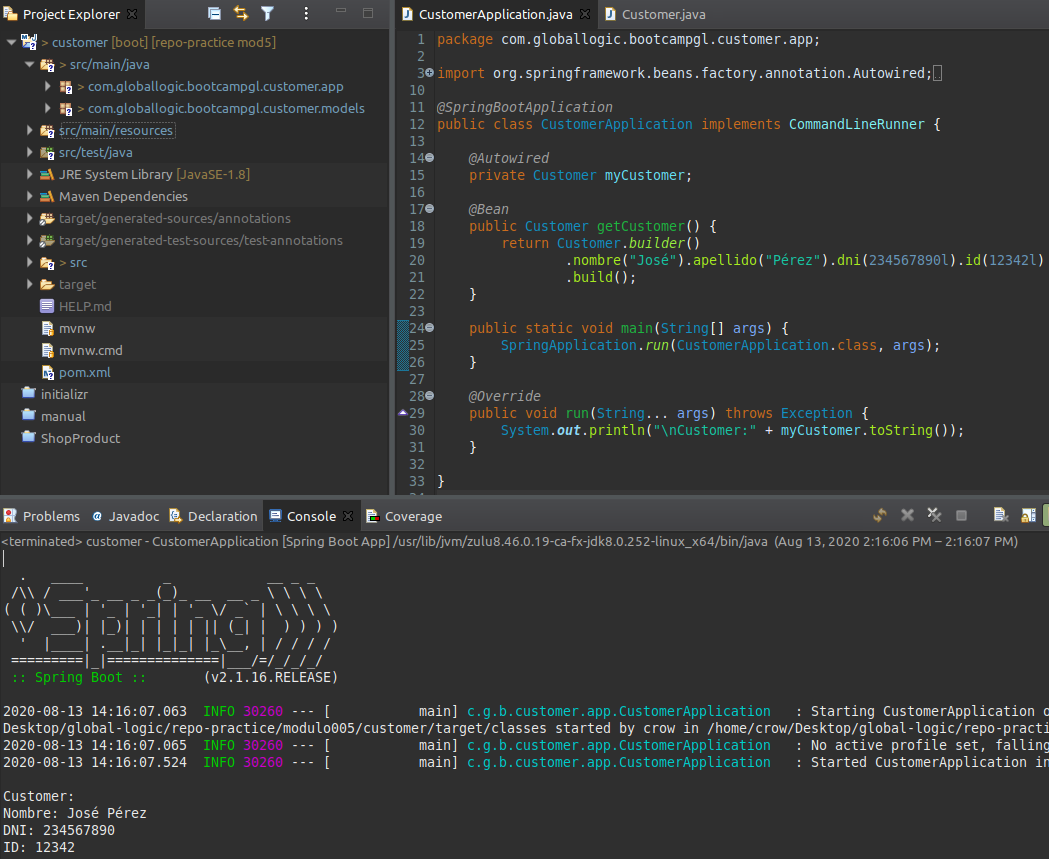 Project Explorer
> customer [boot] [repo-practice mod5]
> src/main/java
> com.globallogic.bootcampgl.customer.app
> com.globallogic.bootcampgl.customer.models
src/main/resources
src/test/java
JRE System Library [JavaSE-1.8]
Maven Dependencies
target/generated-sources/annotations
target/generated-test-sources/test-annotations
> src
target
HELP.md
mvnw
mvnw.cmd
pom.xml
initializr
manual
ShopProduct
CustomerApplication.java
Customer.java
1 package com.globallogic.bootcampgl.customer.app;
2
3 import org.springframework.beans.factory.annotation.Autowired;
10
11 @SpringBootApplication
12 public class CustomerApplication implements CommandLineRunner {
13
14 @Autowired
15 private Customer myCustomer;
16
17 @Bean
18 public Customer getCustomer() {
19 return Customer.builder()
20 .nombre("José").apellido("Pérez").dni(234567890l).id(12342l)
21 .build();
22 }
23
24 public static void main(String[] args) {
25 SpringApplication.run(CustomerApplication.class, args);
26 }
27
28 @Override
29 public void run(String... args) throws Exception {
30 System.out.println("\nCustomer:" + myCustomer.toString());
31 }
32
33 }
Problems
@ Javadoc
Declaration
Console
Coverage
<terminated> customer - CustomerApplication [Spring Boot App] /usr/lib/jvm/zulu8.46.0.19-ca-fx-jdk8.0.252-linux_x64/bin/java (Aug 13, 2020 2:16:06 PM – 2:16:07 PM)
  .   ____          _            __ _ _
 /\\ / ___'_ __ _ _(_)_ __  __ _ \ \ \ \
( ( )\___ | '_ | '_| | '_ \/ _` | \ \ \ \
 \\/  ___)| |_)| | | | | || (_| |  ) ) ) )
  '  |____| .__|_| |_|_| |_\__, | / / / /
 =========|_|==============|___/=/_/_/_/
 :: Spring Boot ::       (v2.1.16.RELEASE)
2020-08-13 14:16:07.063 INFO 30260 --- [           main] c.g.b.customer.app.CustomerApplication   : Starting CustomerApplication
Desktop/global-logic/repo-practice/modulo005/customer/target/classes started by crow in /home/crow/Desktop/global-logic/repo-practi
2020-08-13 14:16:07.065 INFO 30260 --- [           main] c.g.b.customer.app.CustomerApplication   : No active profile set, falling
2020-08-13 14:16:07.524 INFO 30260 --- [           main] c.g.b.customer.app.CustomerApplication   : Started CustomerApplication in
Customer:
Nombre: José Pérez
DNI: 234567890
ID: 12342